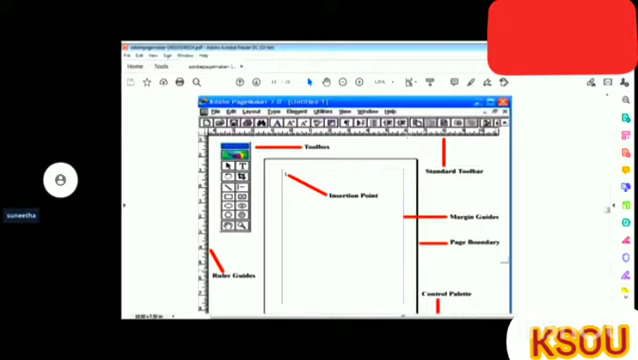 Home Tools
Adobe PageMaker 7.0 - [Untitled-1]
File Edit Layout Type Element Utilities View Window Help
Toolbox
Standard Toolbar
Insertion Point
suneetha
Margin Guides
Page Boundary
Ruler Guides
Control Palette
KSOU